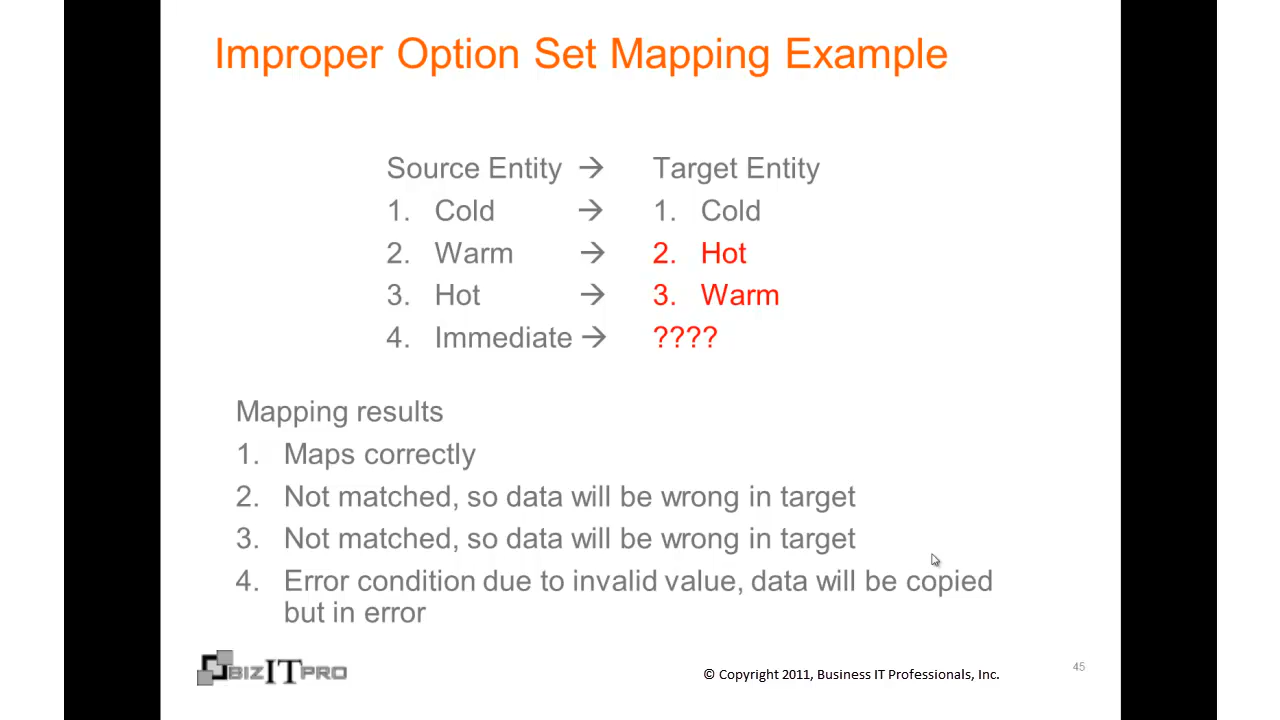 Improper Option Set Mapping Example
Source Entity → Target Entity
1. Cold → 1. Cold
2. Warm → 2. Hot
3. Hot → 3. Warm
4. Immediate → ????
Mapping results
1. Maps correctly
2. Not matched, so data will be wrong in target
3. Not matched, so data will be wrong in target
4. Error condition due to invalid value, data will be copied
but in error
BIZITPRO
© Copyright 2011, Business IT Professionals, Inc.
45